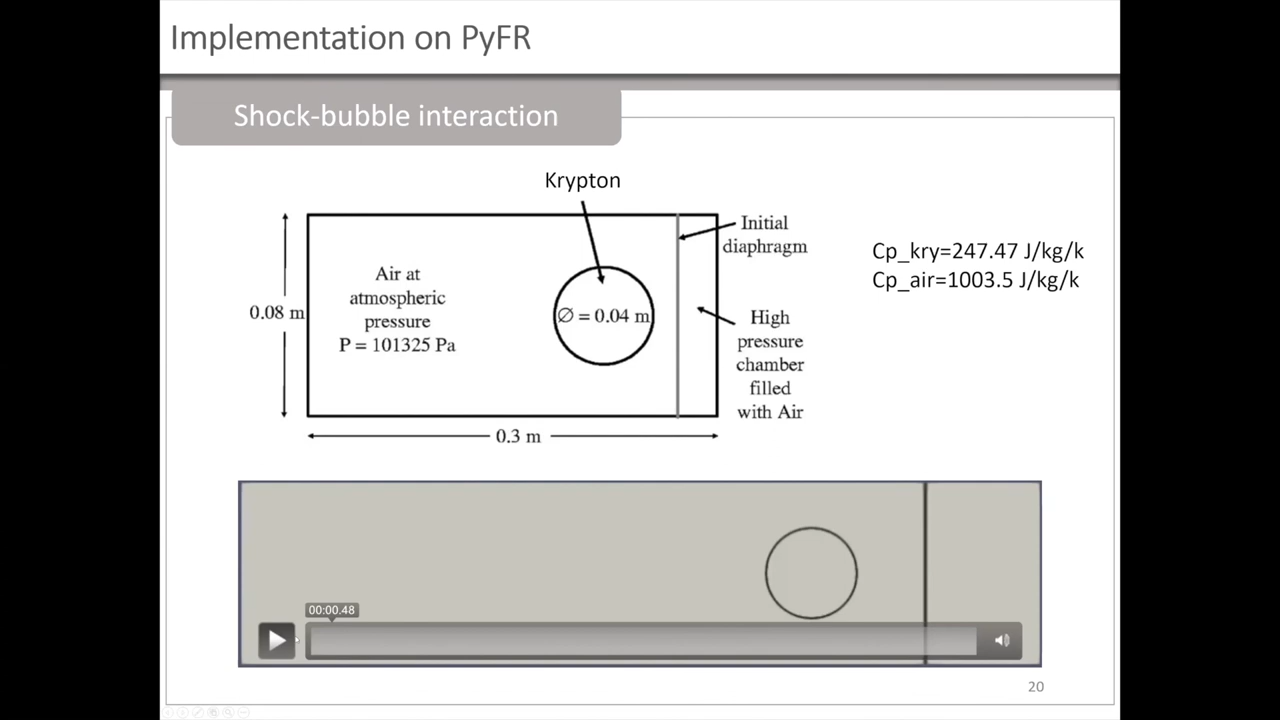 Implementation on PyFR
Shock-bubble interaction
Krypton
Initial
diaphragm
Cp_kry=247.47 J/kg/k
Cp_air=1003.5 J/kg/k
Air at
atmospheric
pressure
P = 101325 Pa
0.08 m
∅ = 0.04 m
High
pressure
chamber
filled
with Air
0.3 m
00:00.48
20